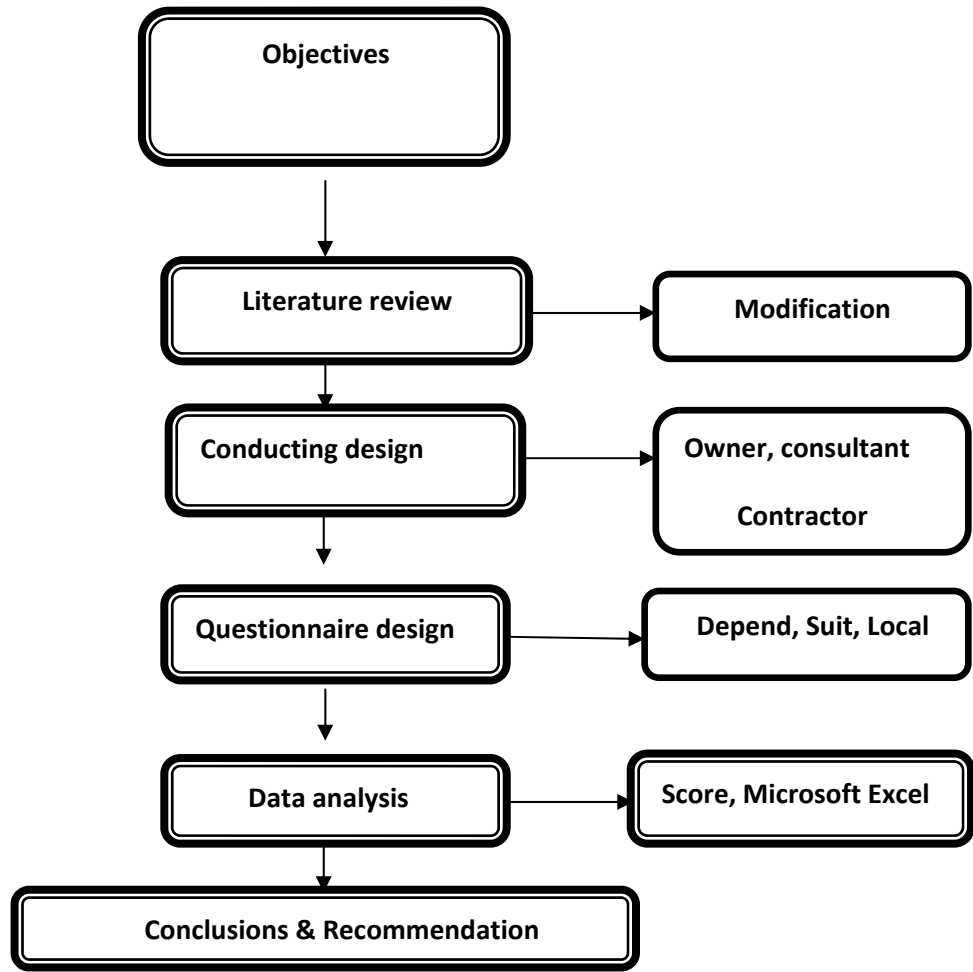 Objectives
Literature review
Modification
Conducting design
Owner, consultant
Contractor
Questionnaire design
Depend, Suit, Local
Data analysis
Score, Microsoft Excel
Conclusions & Recommendation